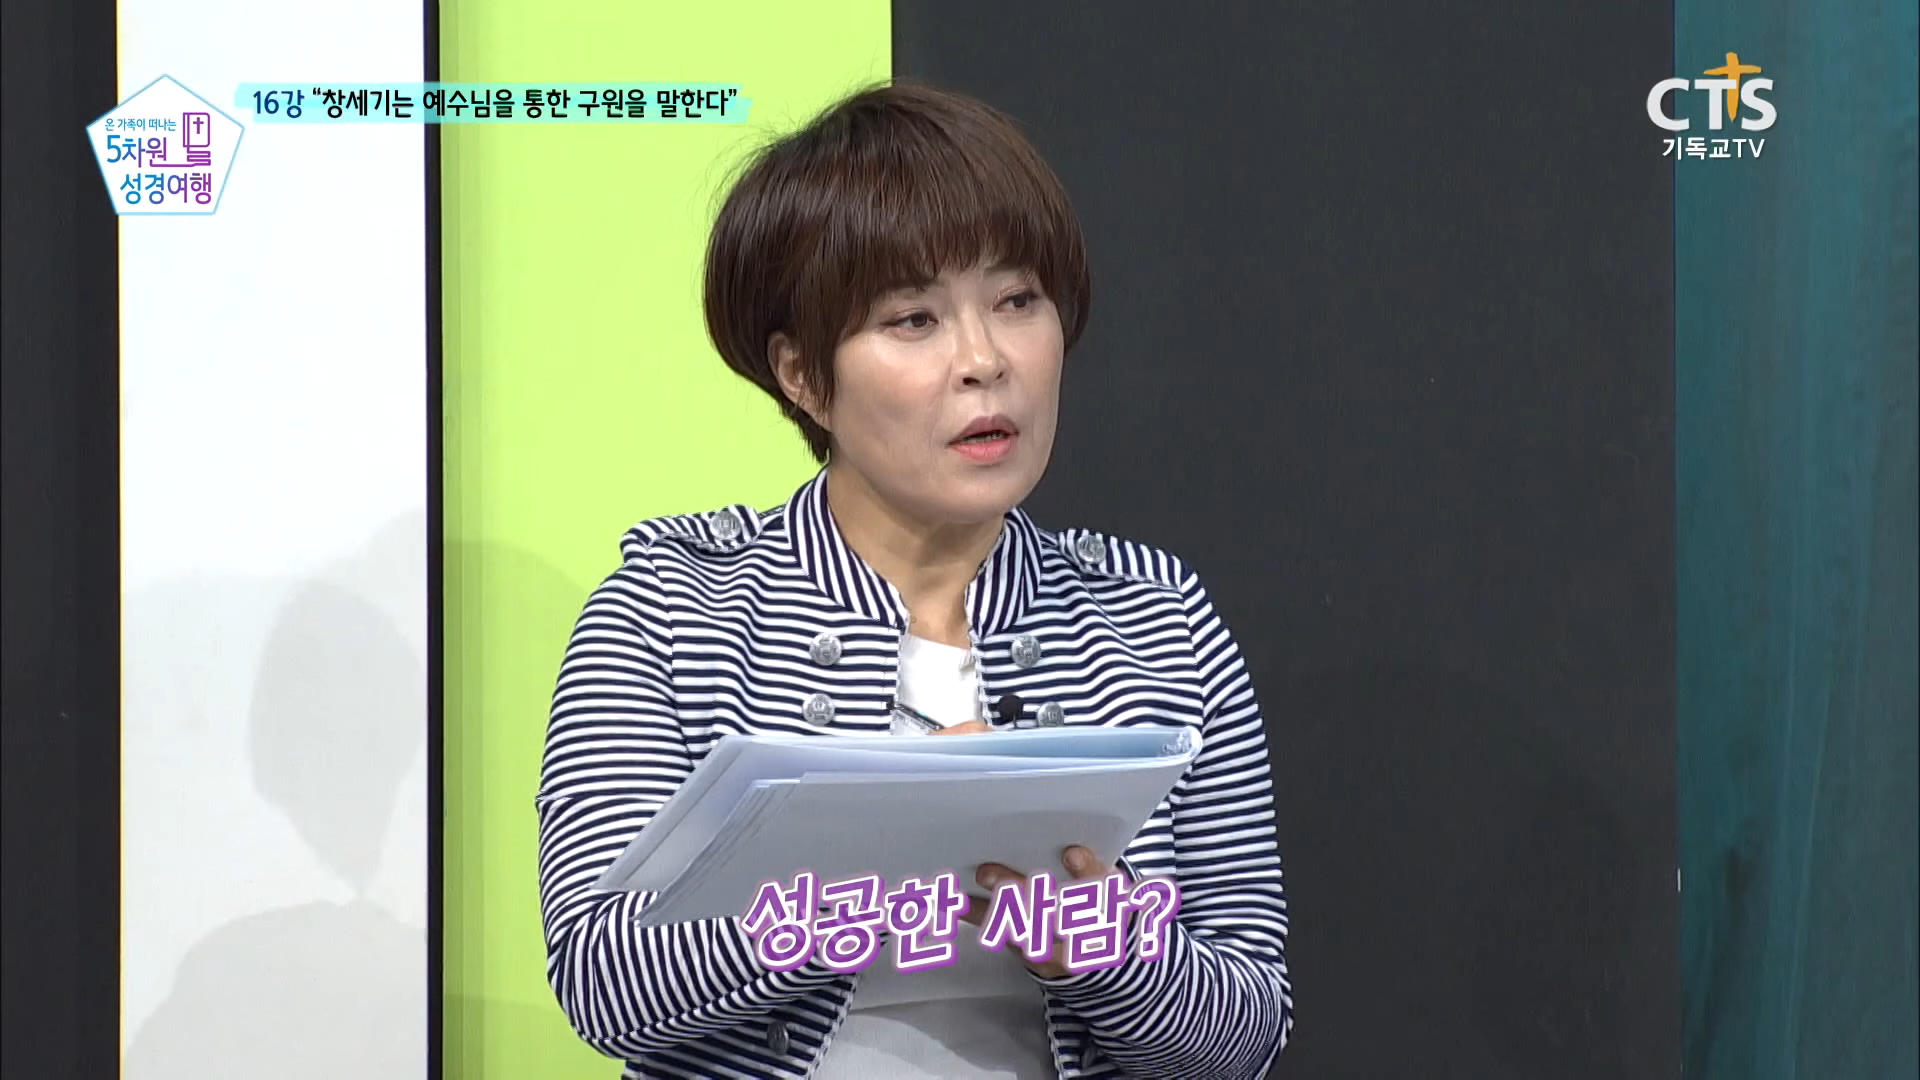 온 가족이 떠나는
5차원
성경여행
16강 “창세기는 예수님을 통한 구원을 말한다”
CTS
기독교TV
성공한 사람?